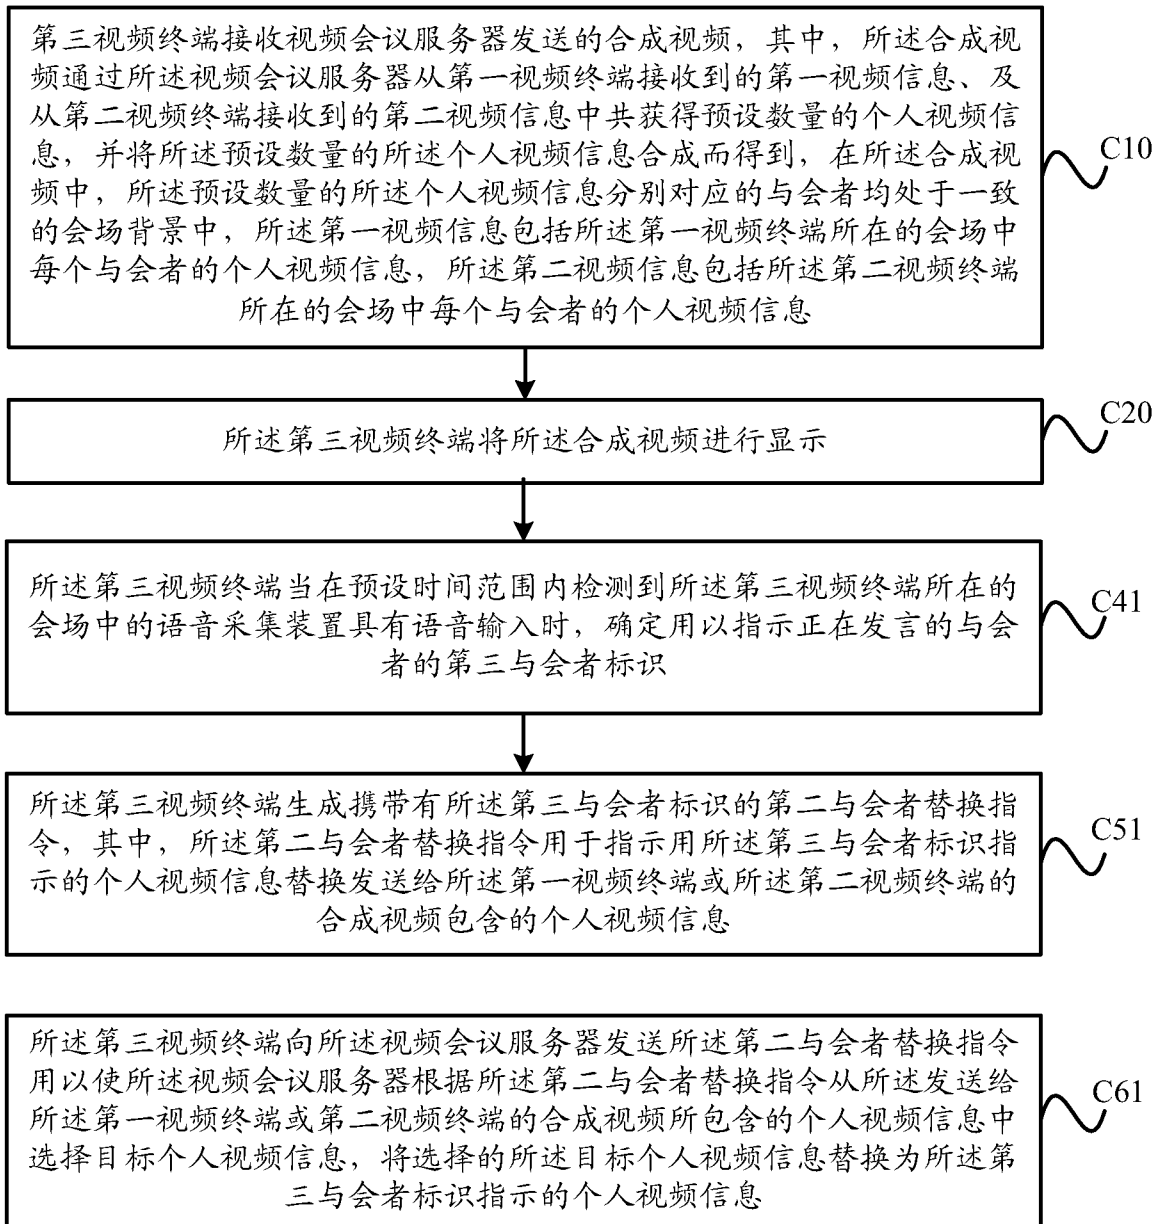 第三视频终端接收视频会议服务器发送的合成视频，其中，所述合成视
频通过所述视频会议服务器从第一视频终端接收到的第一视频信息、及
从第二视频终端接收到的第二视频信息中共获得预设数量的个人视频信
息，并将所述预设数量的所述个人视频信息合成而得到，在所述合成视
频中，所述预设数量的所述个人视频信息分别对应的与会者均处于一致
的会场背景中，所述第一视频信息包括所述第一视频终端所在的会场中
每个与会者的个人视频信息，所述第二视频信息包括所述第二视频终端
所在的会场中每个与会者的个人视频信息
C10
所述第三视频终端将所述合成视频进行显示
C20
所述第三视频终端当在预设时间范围内检测到所述第三视频终端所在的
会场中的语音采集装置具有语音输入时，确定用以指示正在发言的与会
者的第三与会者标识
C41
所述第三视频终端生成携带有所述第三与会者标识的第二与会者替换指
令，其中，所述第二与会者替换指令用于指示用所述第三与会者标识指
示的个人视频信息替换发送给所述第一视频终端或所述第二视频终端的
合成视频包含的个人视频信息
C51
所述第三视频终端向所述视频会议服务器发送所述第二与会者替换指令
用以使所述视频会议服务器根据所述第二与会者替换指令从所述发送给
所述第一视频终端或第二视频终端的合成视频所包含的个人视频信息中
选择目标个人视频信息，将选择的所述目标个人视频信息替换为所述第
三与会者标识指示的个人视频信息
C61